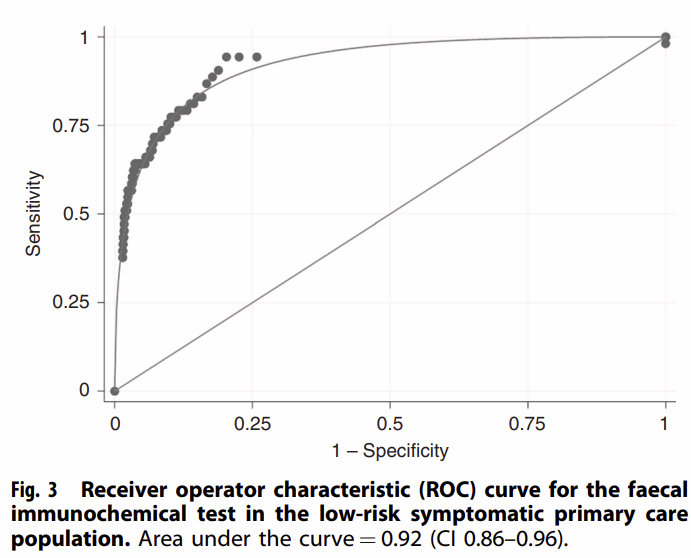 1
0.75
0.5
0.25
0
Sensitivity
0 0.25 0.5 0.75 1
1 – Specificity
Fig. 3 Receiver operator characteristic (ROC) curve for the faecal
immunochemical test in the low-risk symptomatic primary care
population. Area under the curve = 0.92 (CI 0.86–0.96).